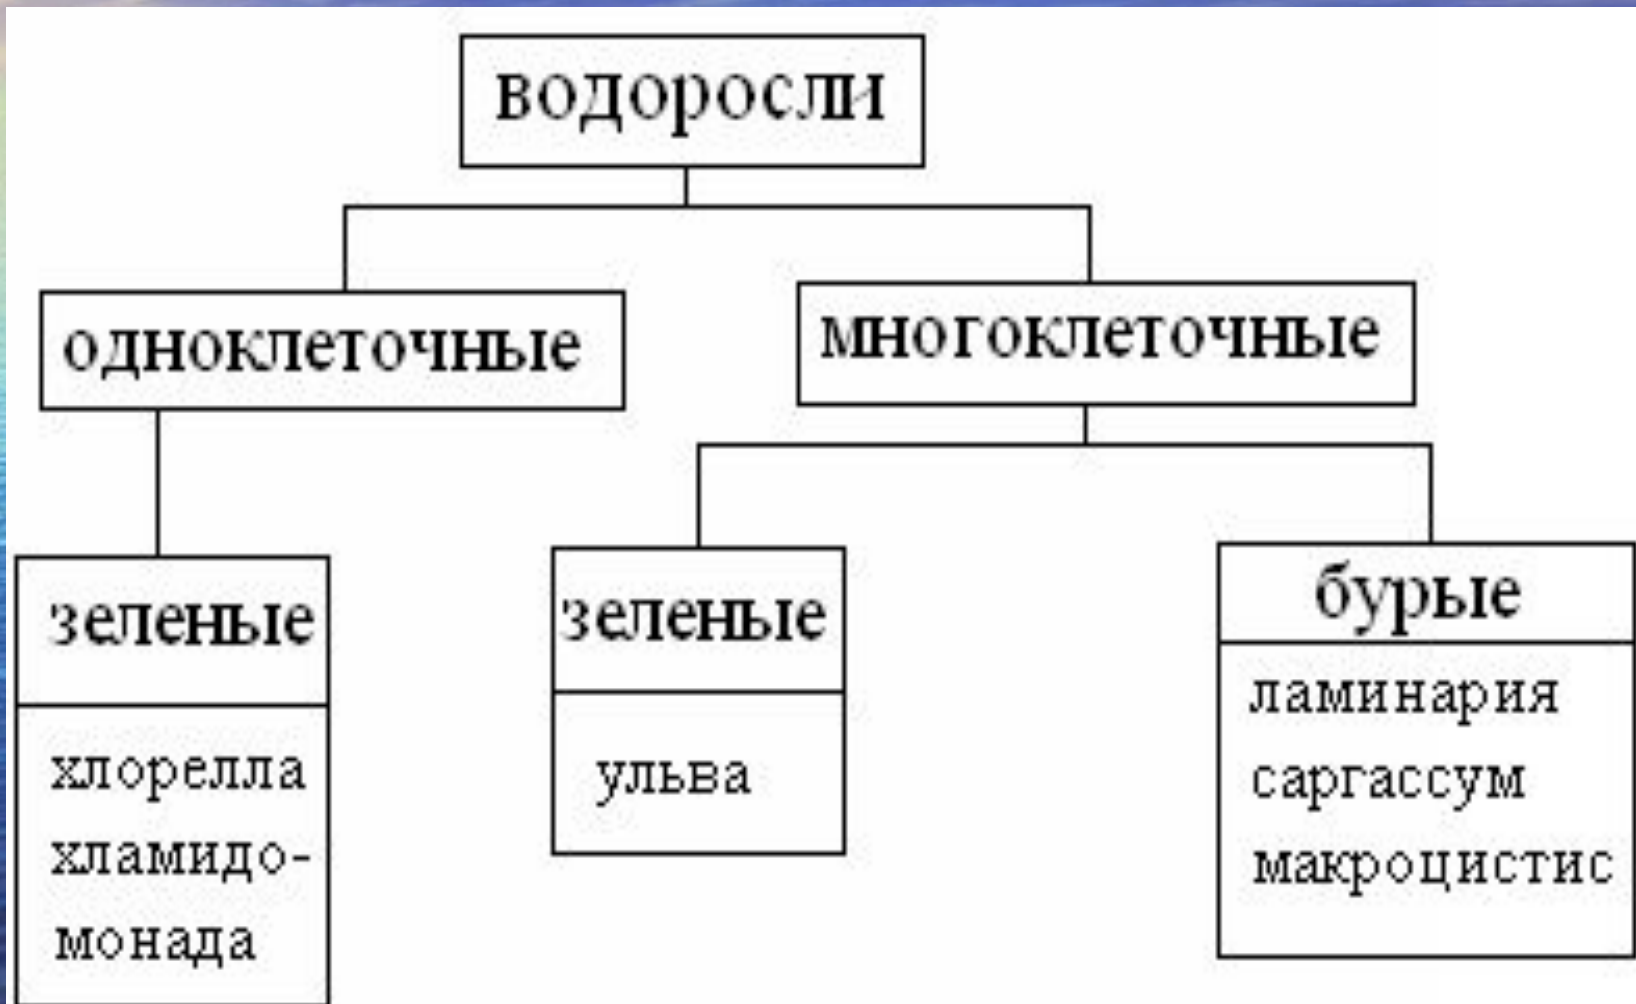 водоросли
одноклеточные
многоклеточные
зеленые
хлорелла
хламидо-
монада
зеленые
ульва
бурые
ламинария
саргассум
макроцистис